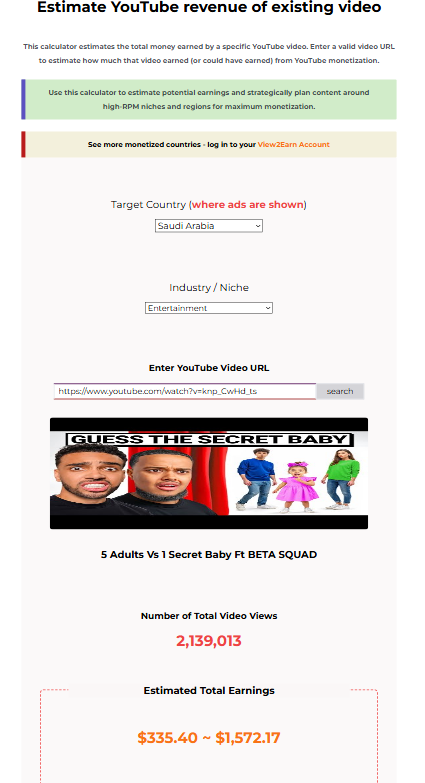 Estimate YouTube revenue of existing video
This calculator estimates the total money earned by a specific YouTube video. Enter a valid video URL
to estimate how much that video earned (or could have earned) from YouTube monetization.
Use this calculator to estimate potential earnings and strategically plan content around
high-RPM niches and regions for maximum monetization.
See more monetized countries - log in to your View2Earn Account
Target Country (where ads are shown)
Saudi Arabia
Industry / Niche
Entertainment
Enter YouTube Video URL
https://www.youtube.com/watch?v=knp_CwHd_ts
search
GUESS THE SECRET BABY
5 Adults Vs 1 Secret Baby Ft BETA SQUAD
Number of Total Video Views
2,139,013
Estimated Total Earnings
$335.40 ~ $1,572.17